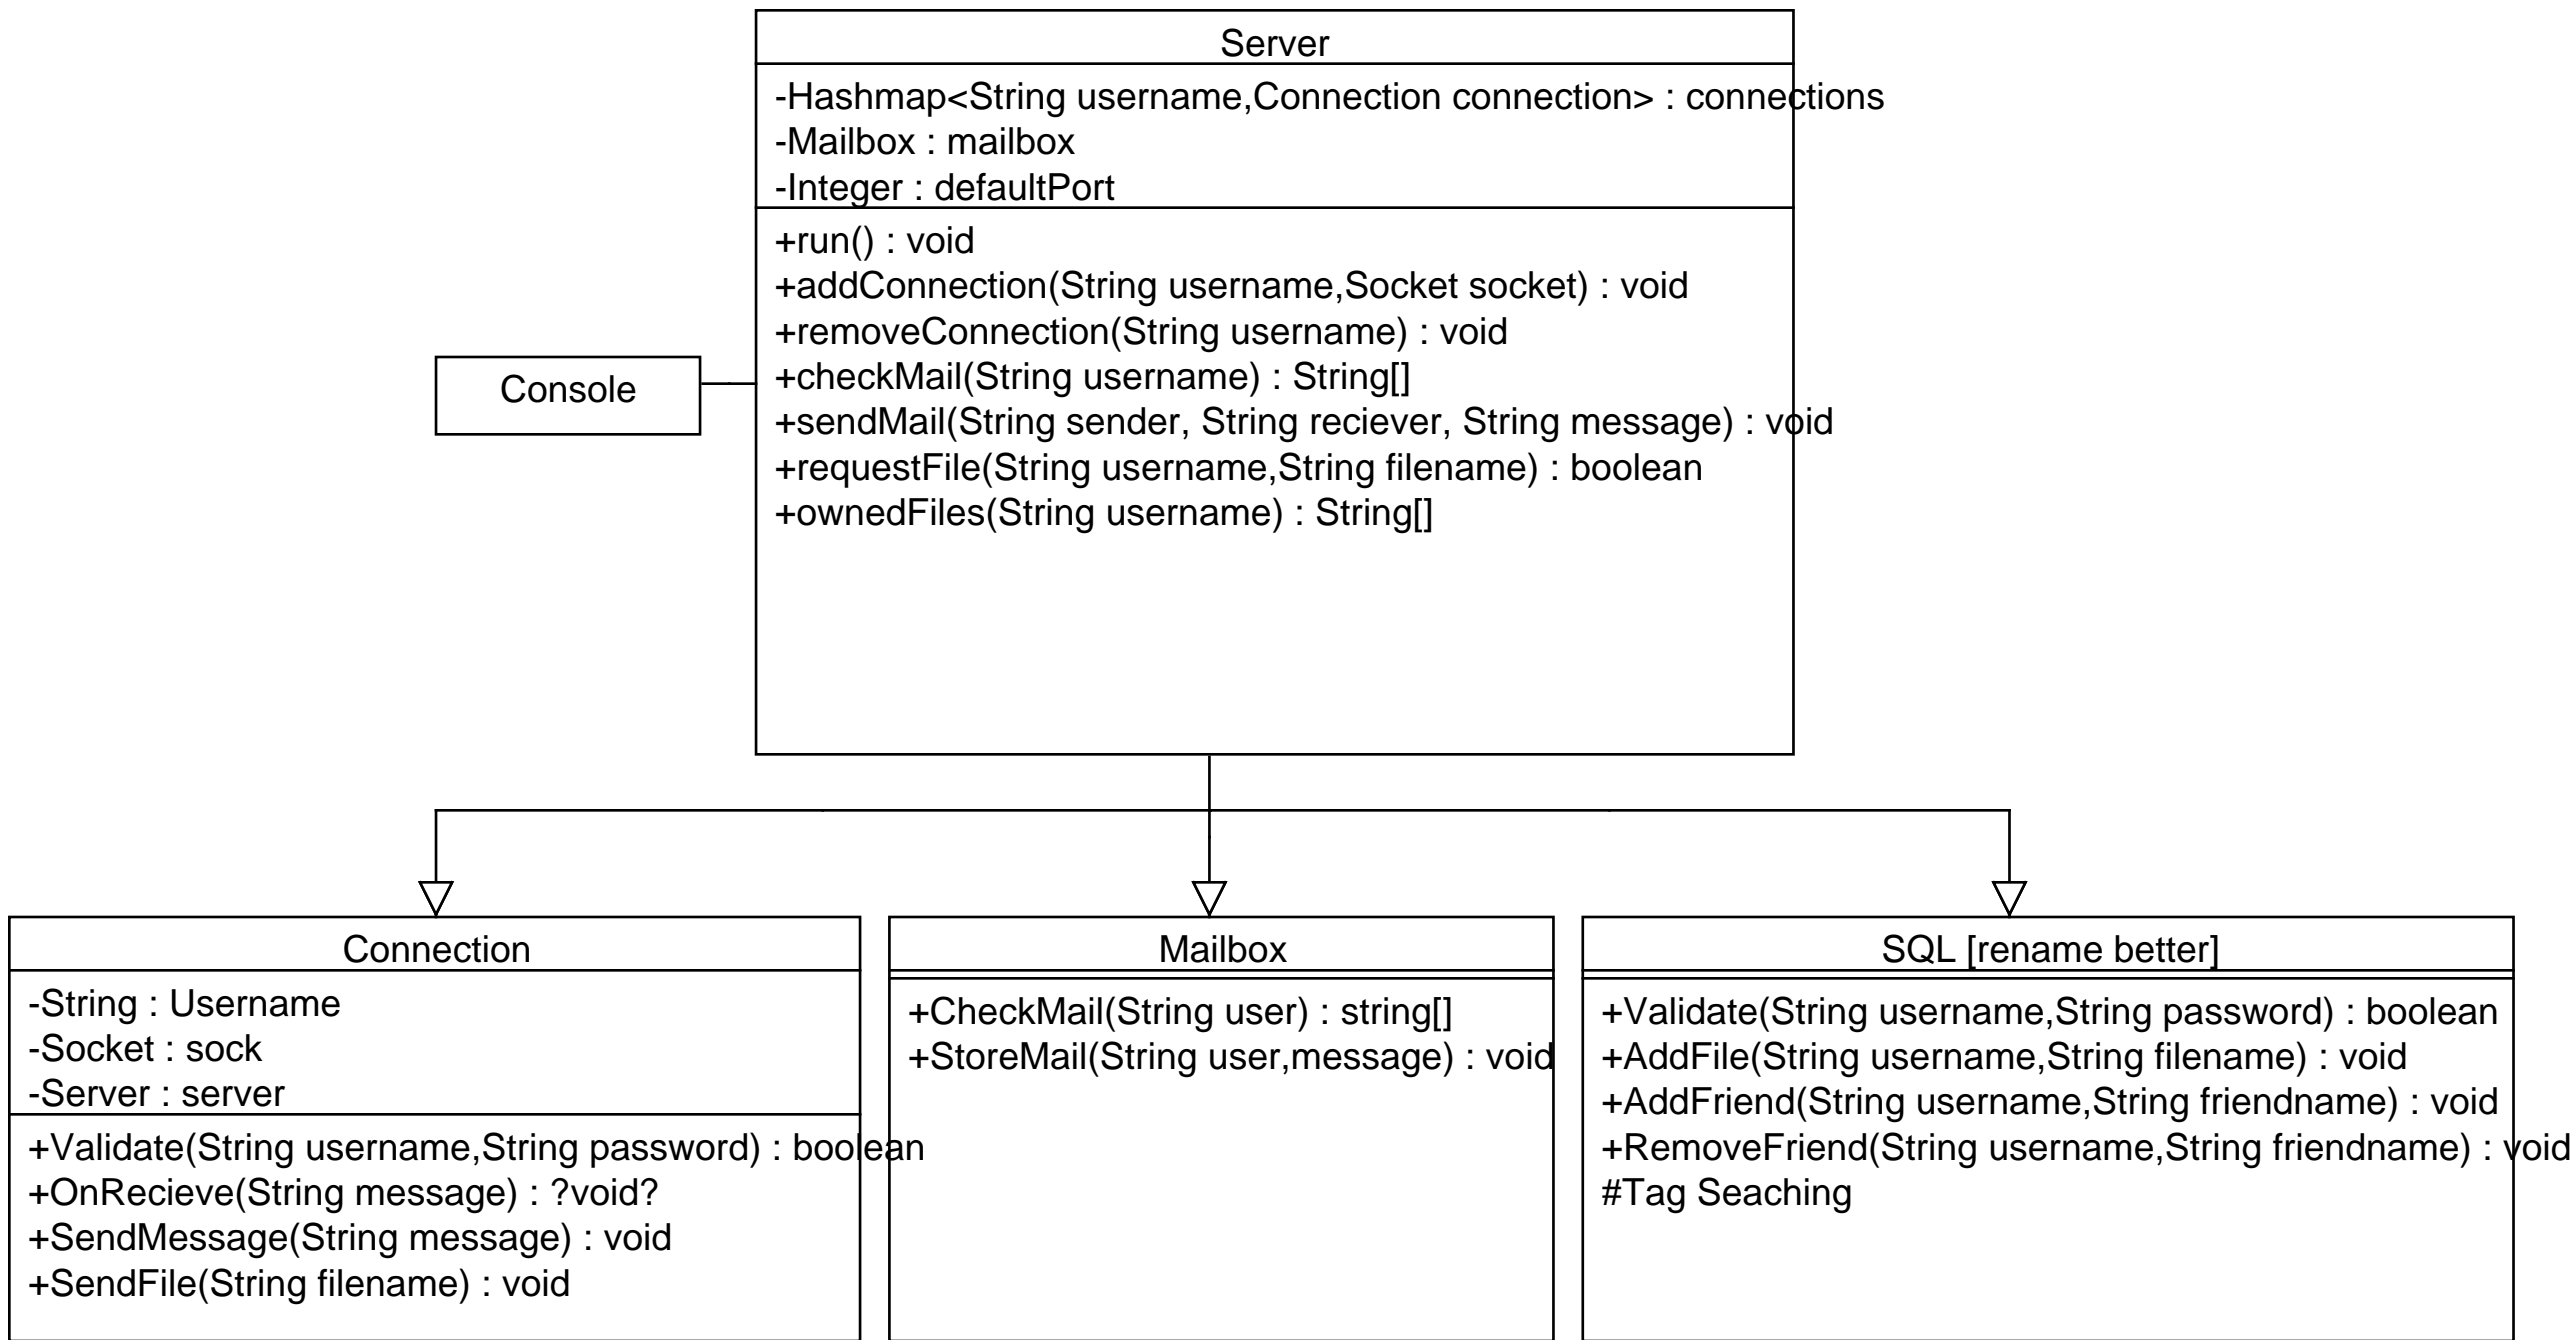 Server
-Hashmap<String username,Connection connection> : connections
-Mailbox : mailbox
-Integer : defaultPort
+run() : void
+addConnection(String username,Socket socket) : void
+removeConnection(String username) : void
+checkMail(String username) : String[]
+sendMail(String sender, String reciever, String message) : void
+requestFile(String username,String filename) : boolean
+ownedFiles(String username) : String[]
Console
Connection
-String : Username
-Socket : sock
-Server : server
+Validate(String username,String password) : boolean
+OnRecieve(String message) : ?void?
+SendMessage(String message) : void
+SendFile(String filename) : void
Mailbox
+CheckMail(String user) : string[]
+StoreMail(String user,message) : void
SQL [rename better]
+Validate(String username,String password) : boolean
+AddFile(String username,String filename) : void
+AddFriend(String username,String friendname) : void
+RemoveFriend(String username,String friendname) : void
#Tag Seaching